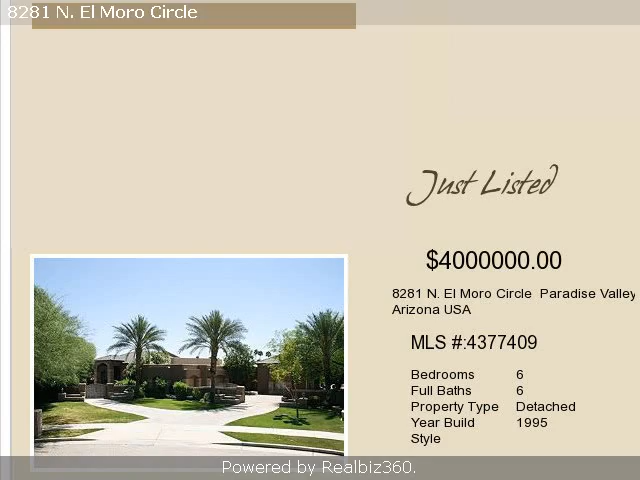 8281 N. El Moro Circle
Just Listed
$4000000.00
8281 N. El Moro Circle  Paradise Valley
Arizona USA
MLS #:4377409
Bedrooms 6
Full Baths 6
Property Type Detached
Year Build 1995
Style
Powered by Realbiz360.